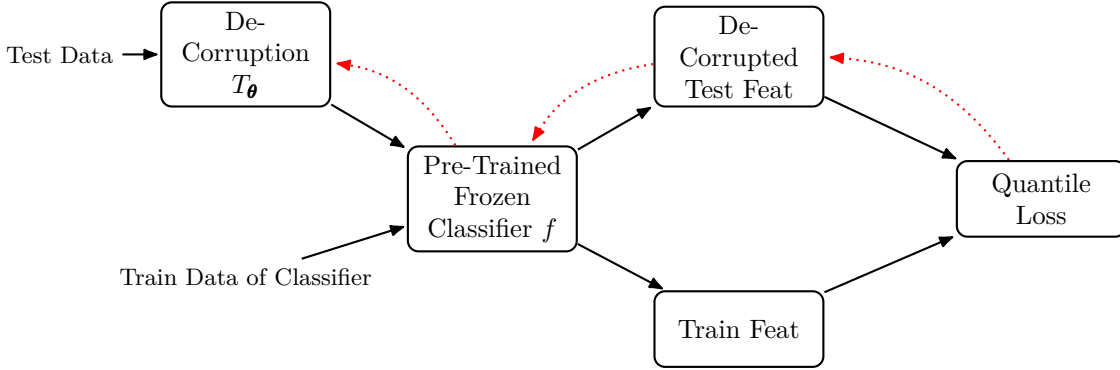 Test Data
De-
Corruption
T_θ
De-
Corrupted
Test Feat
Pre-Trained
Frozen
Classifier f
Quantile
Loss
Train Data of Classifier
Train Feat